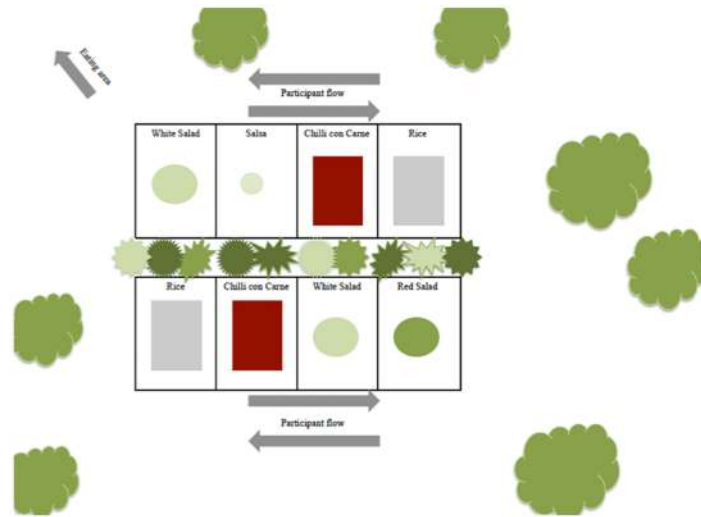 Eating area
Participant flow
White Salad
Salsa
Chilli con Carne
Rice
Rice
Chilli con Carne
White Salad
Red Salad
Participant flow